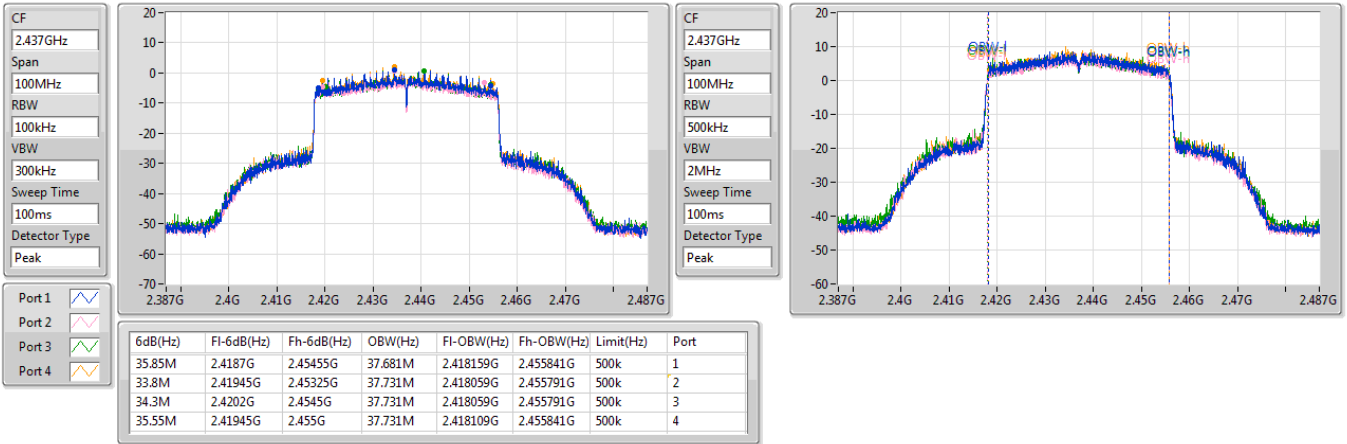 CF
2.437GHz
Span
100MHz
RBW
100kHz
VBW
300kHz
Sweep Time
100ms
Detector Type
Peak
20
10
0
-10
-20
-30
-40
-50
-60
-70
2.387G 2.4G 2.41G 2.42G 2.43G 2.44G 2.45G 2.46G 2.47G 2.487G
CF
2.437GHz
Span
100MHz
RBW
500kHz
VBW
2MHz
Sweep Time
100ms
Detector Type
Peak
20
10
0
-10
-20
-30
-40
-50
-60
OBW-l OBW-h
2.387G 2.4G 2.41G 2.42G 2.43G 2.44G 2.45G 2.46G 2.47G 2.487G
Port 1
Port 2
Port 3
Port 4
6dB(Hz) Fl-6dB(Hz) Fh-6dB(Hz) OBW(Hz) Fl-OBW(Hz) Fh-OBW(Hz) Limit(Hz) Port
35.85M 2.4187G 2.45455G 37.681M 2.418159G 2.455841G 500k 1
33.8M 2.41945G 2.45325G 37.731M 2.418059G 2.455791G 500k 2
34.3M 2.4202G 2.4545G 37.731M 2.418059G 2.455791G 500k 3
35.55M 2.41945G 2.455G 37.731M 2.418109G 2.455841G 500k 4